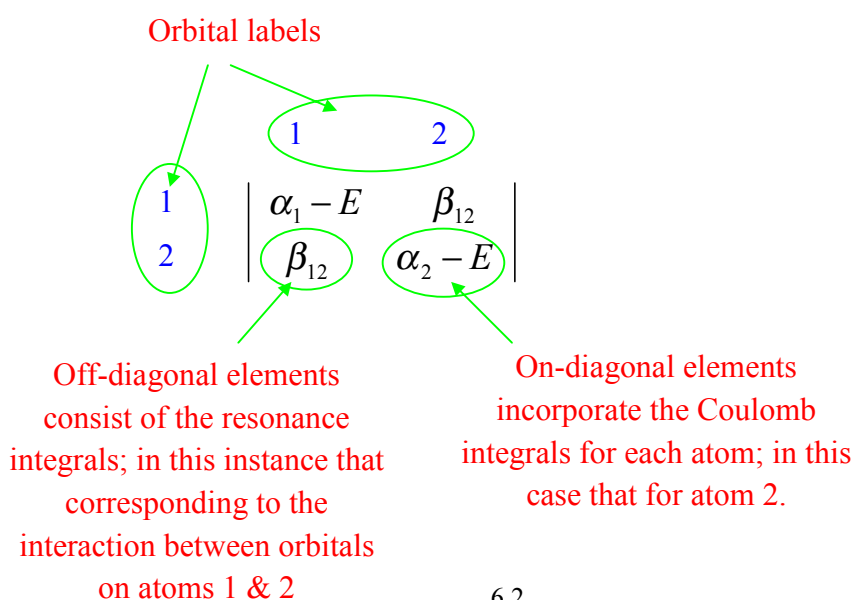 Orbital labels
1 2
1 α₁ − E β₁₂
2 β₁₂ α₂ − E
Off-diagonal elements
consist of the resonance
integrals; in this instance that
corresponding to the
interaction between orbitals
on atoms 1 & 2
On-diagonal elements
incorporate the Coulomb
integrals for each atom; in this
case that for atom 2.